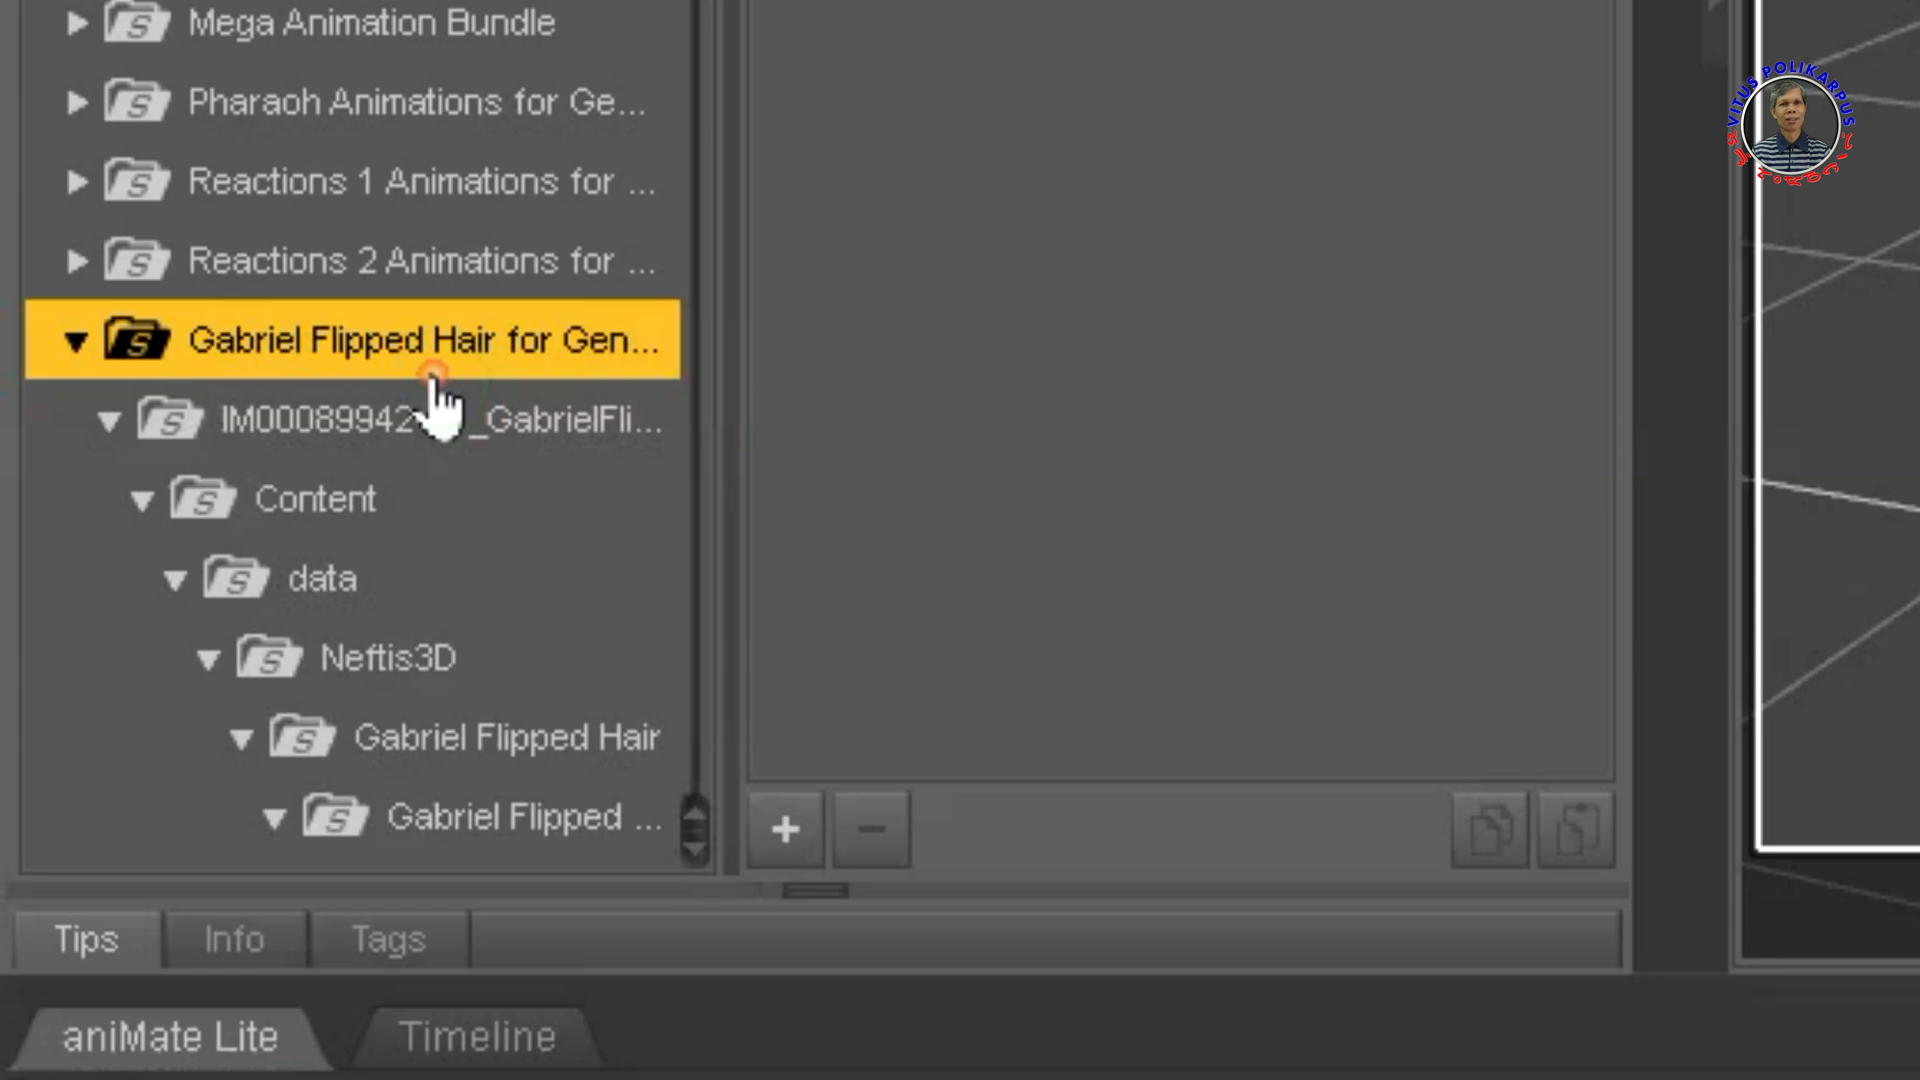 Mega Animation Bundle
Pharaoh Animations for Ge...
Reactions 1 Animations for ...
Reactions 2 Animations for ...
Gabriel Flipped Hair for Gen...
IM00089942 _GabrielFli...
Content
data
Neftis3D
Gabriel Flipped Hair
Gabriel Flipped ...
Tips Info Tags
aniMate Lite Timeline
VITUS POLIKARPUS